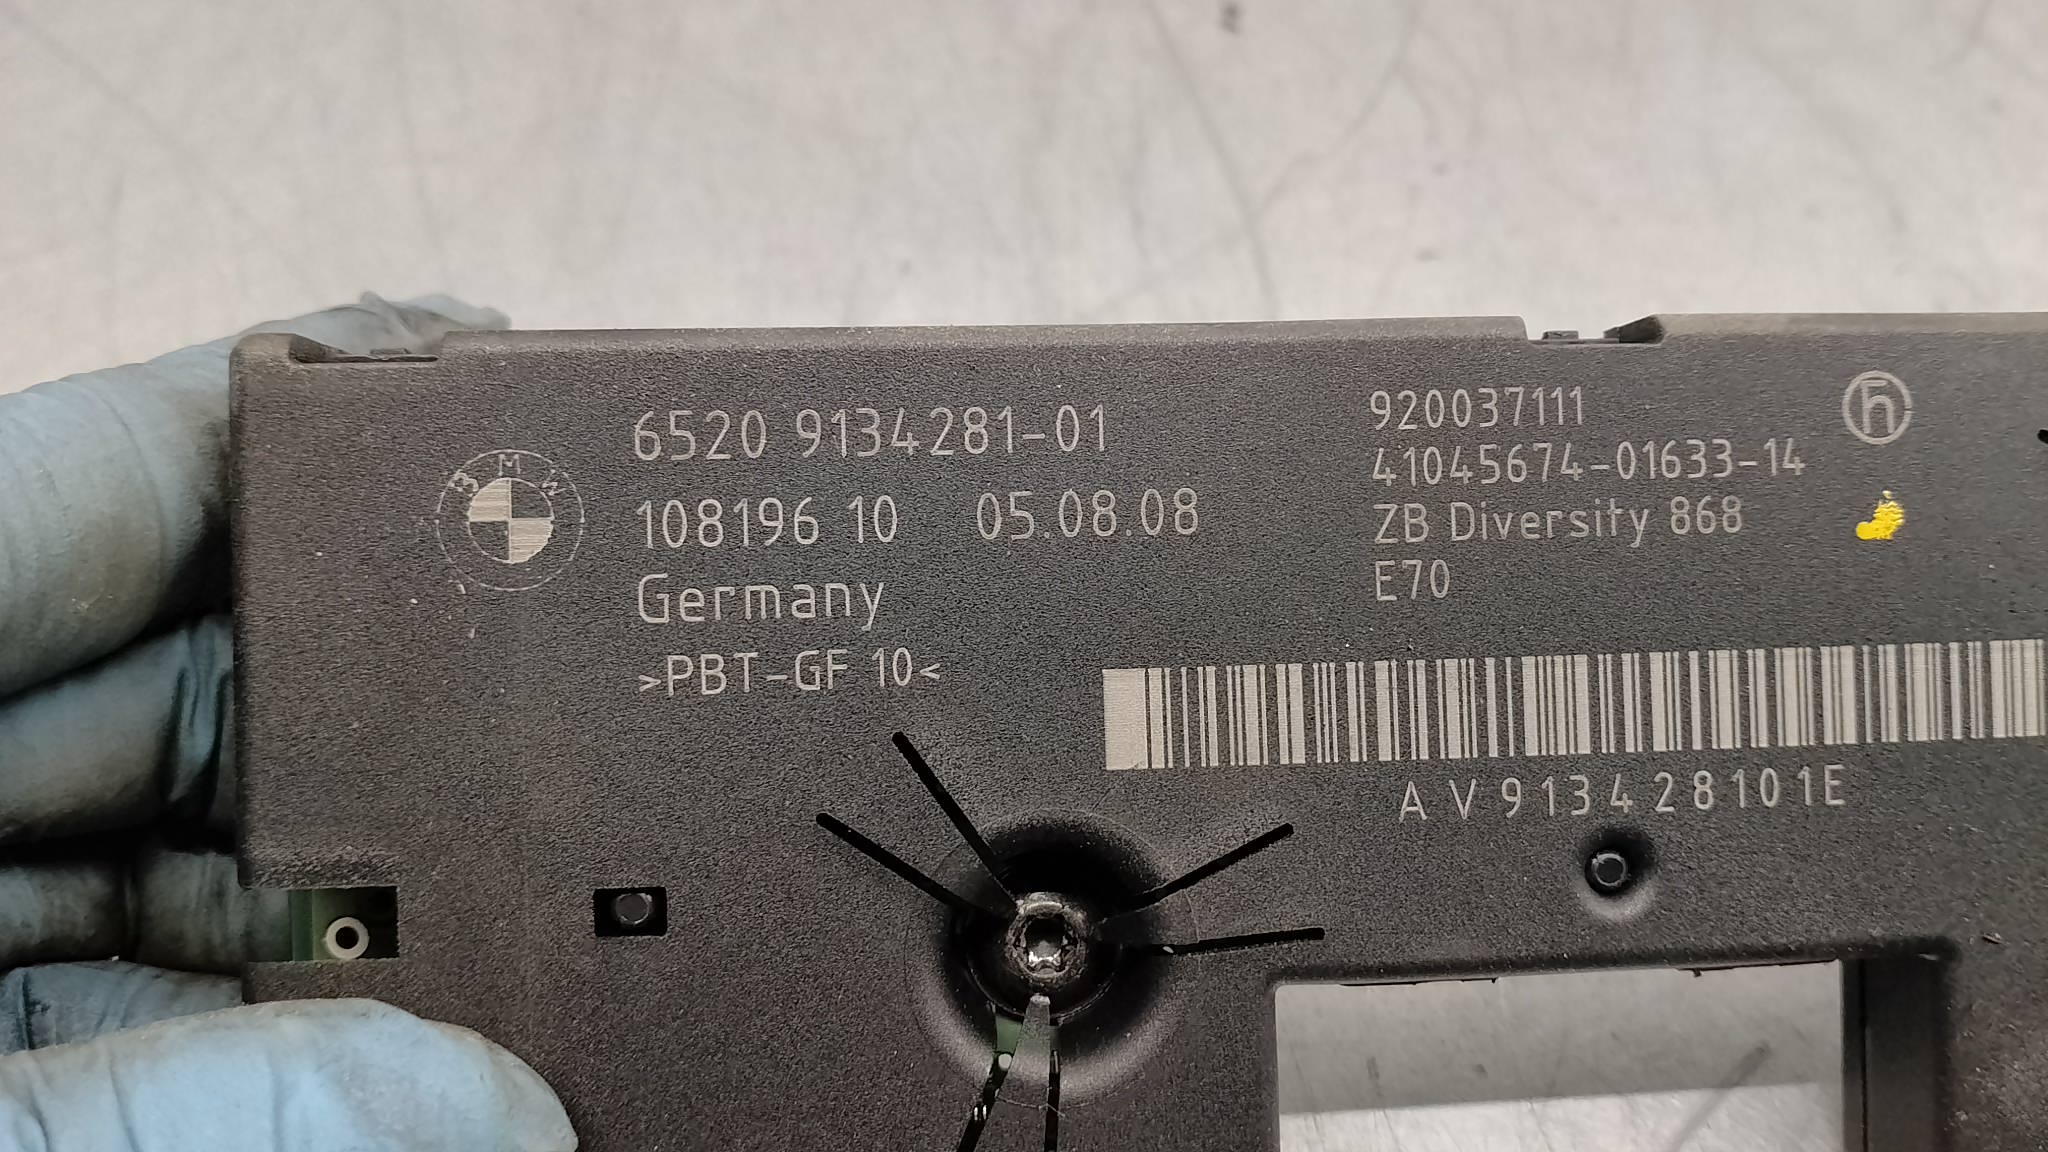 6520 9134281-01
108196 10 05.08.08
Germany
>PBT-GF 10<
BMW
920037111
41045674-01633-14
ZB Diversity 868
E70
h
AV913428101E